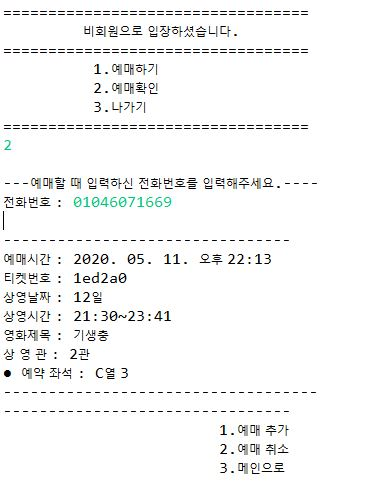 ==================================
비회원으로 입장하셨습니다.
==================================
1.예매하기
2.예매확인
3.나가기
==================================
2
---예매할 때 입력하신 전화번호를 입력해주세요.----
전화번호 : 01046071669
--------------------------------
예매시간 : 2020. 05. 11. 오후 22:13
티켓번호 : 1ed2a0
상영날짜 : 12일
상영시간 : 21:30~23:41
영화제목 : 기생충
상 영 관 : 2관
● 예약 좌석 : C열 3
-----------------------------------
--------------------------------
1.예매 추가
2.예매 취소
3.메인으로